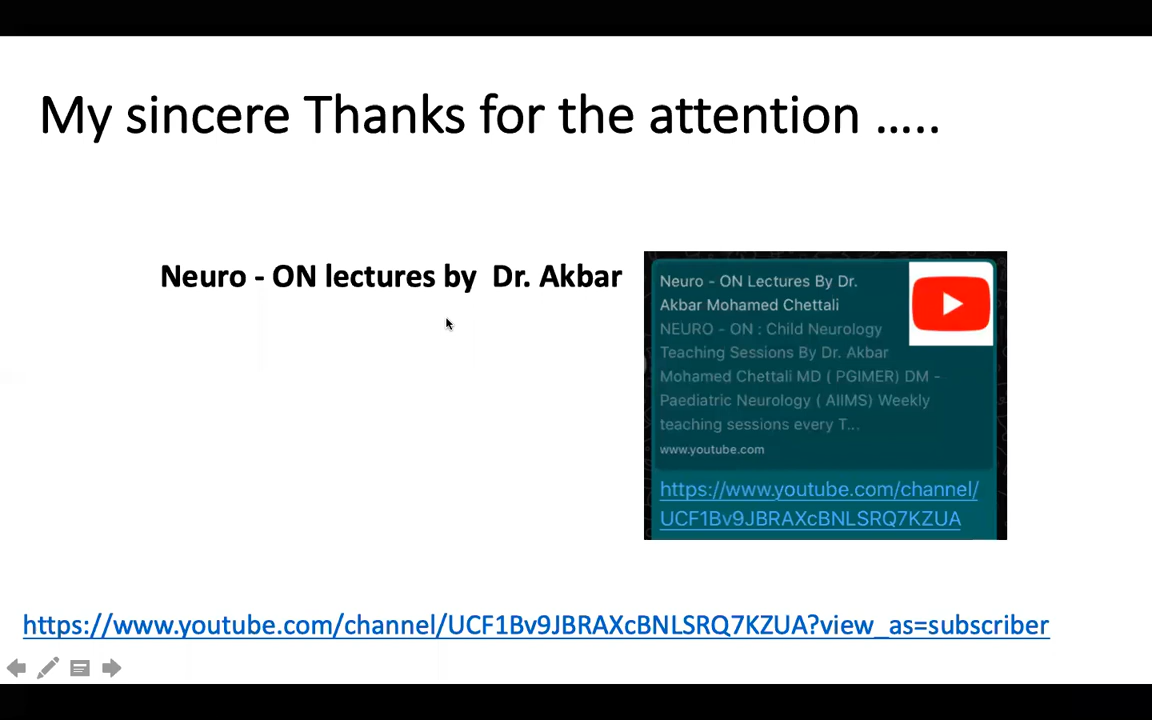 My sincere Thanks for the attention …..
Neuro - ON lectures by Dr. Akbar
Neuro - ON Lectures By Dr.
Akbar Mohamed Chettali
NEURO - ON : Child Neurology
Teaching Sessions By Dr. Akbar
Mohamed Chettali MD ( PGIMER) DM -
Paediatric Neurology ( AIIMS) Weekly
teaching sessions every T...
www.youtube.com
https://www.youtube.com/channel/
UCF1Bv9JBRAXcBNLSRQ7KZUA
https://www.youtube.com/channel/UCF1Bv9JBRAXcBNLSRQ7KZUA?view_as=subscriber